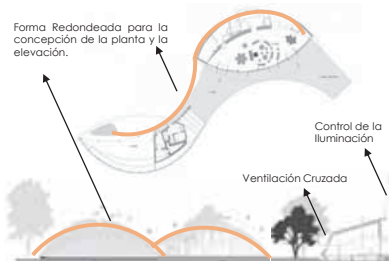 Forma Redondeada para la
concepción de la planta y la
elevación.
Control de la
Iluminación
Ventilación Cruzada